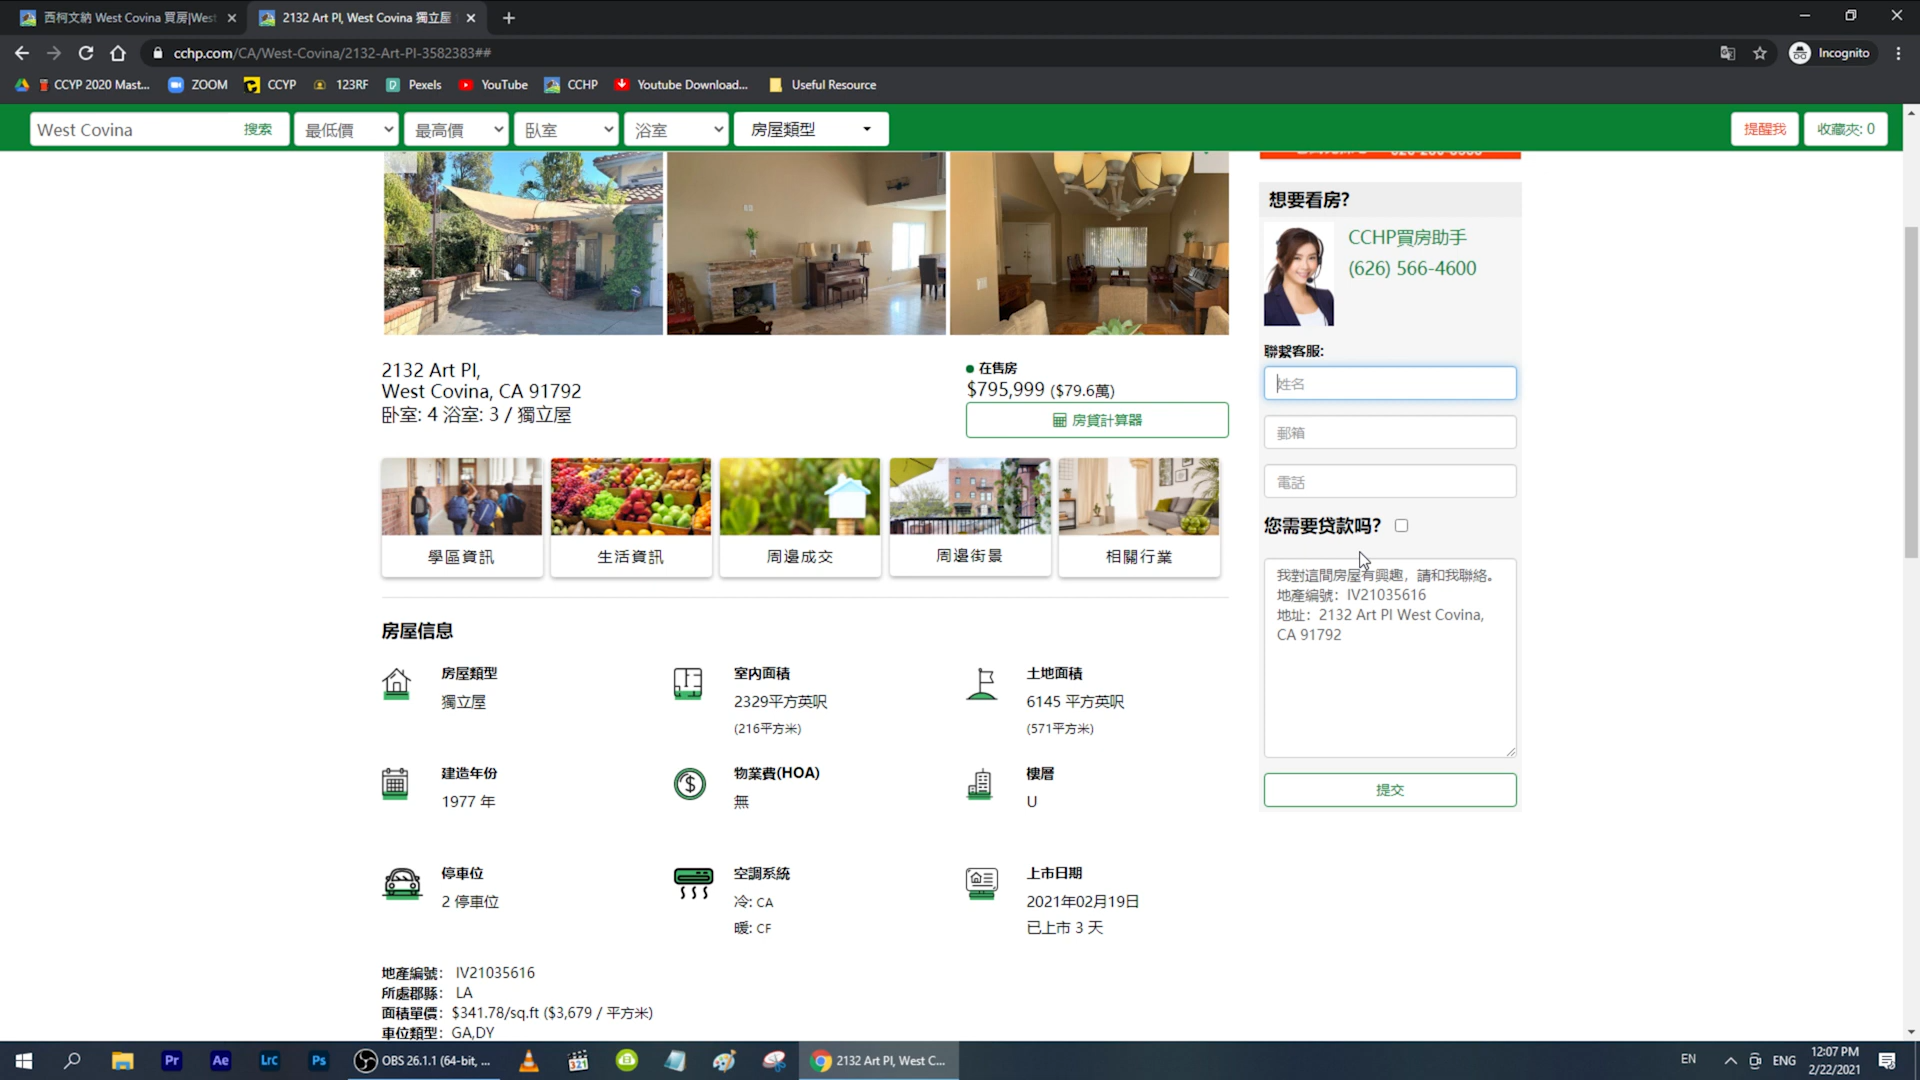 西柯文納 West Covina 買房|West
2132 Art Pl, West Covina 獨立屋
cchp.com/CA/West-Covina/2132-Art-Pl-3582383##
Incognito
CCYP 2020 Mast...
ZOOM
CCYP
123RF
Pexels
YouTube
CCHP
Youtube Download...
Useful Resource
West Covina
搜索
最低價
最高價
臥室
浴室
房屋類型
提醒我
收藏夾: 0
想要看房?
CCHP買房助手
(626) 566-4600
聯繫客服:
姓名
郵箱
電話
您需要贷款吗?
我對這間房屋有興趣，請和我聯絡。
地產編號：IV21035616
地址：2132 Art Pl West Covina,
CA 91792
提交
2132 Art Pl,
West Covina, CA 91792
卧室: 4 浴室: 3 / 獨立屋
在售房
$795,999 ($79.6萬)
房貸計算器
學區資訊
生活資訊
周邊成交
周邊街景
相關行業
房屋信息
房屋類型
獨立屋
室內面積
2329平方英呎
(216平方米)
土地面積
6145 平方英呎
(571平方米)
建造年份
1977 年
物業費(HOA)
無
樓層
U
停車位
2 停車位
空調系統
冷: CA
暖: CF
上市日期
2021年02月19日
已上市 3 天
地產編號： IV21035616
所處郡縣： LA
面積單價： $341.78/sq.ft ($3,679 / 平方米)
車位類型： GA,DY
Pr
Ae
Lrc
Ps
OBS 26.1.1 (64-bit, ...
321
2132 Art Pl, West C...
EN
ENG
12:07 PM
2/22/2021